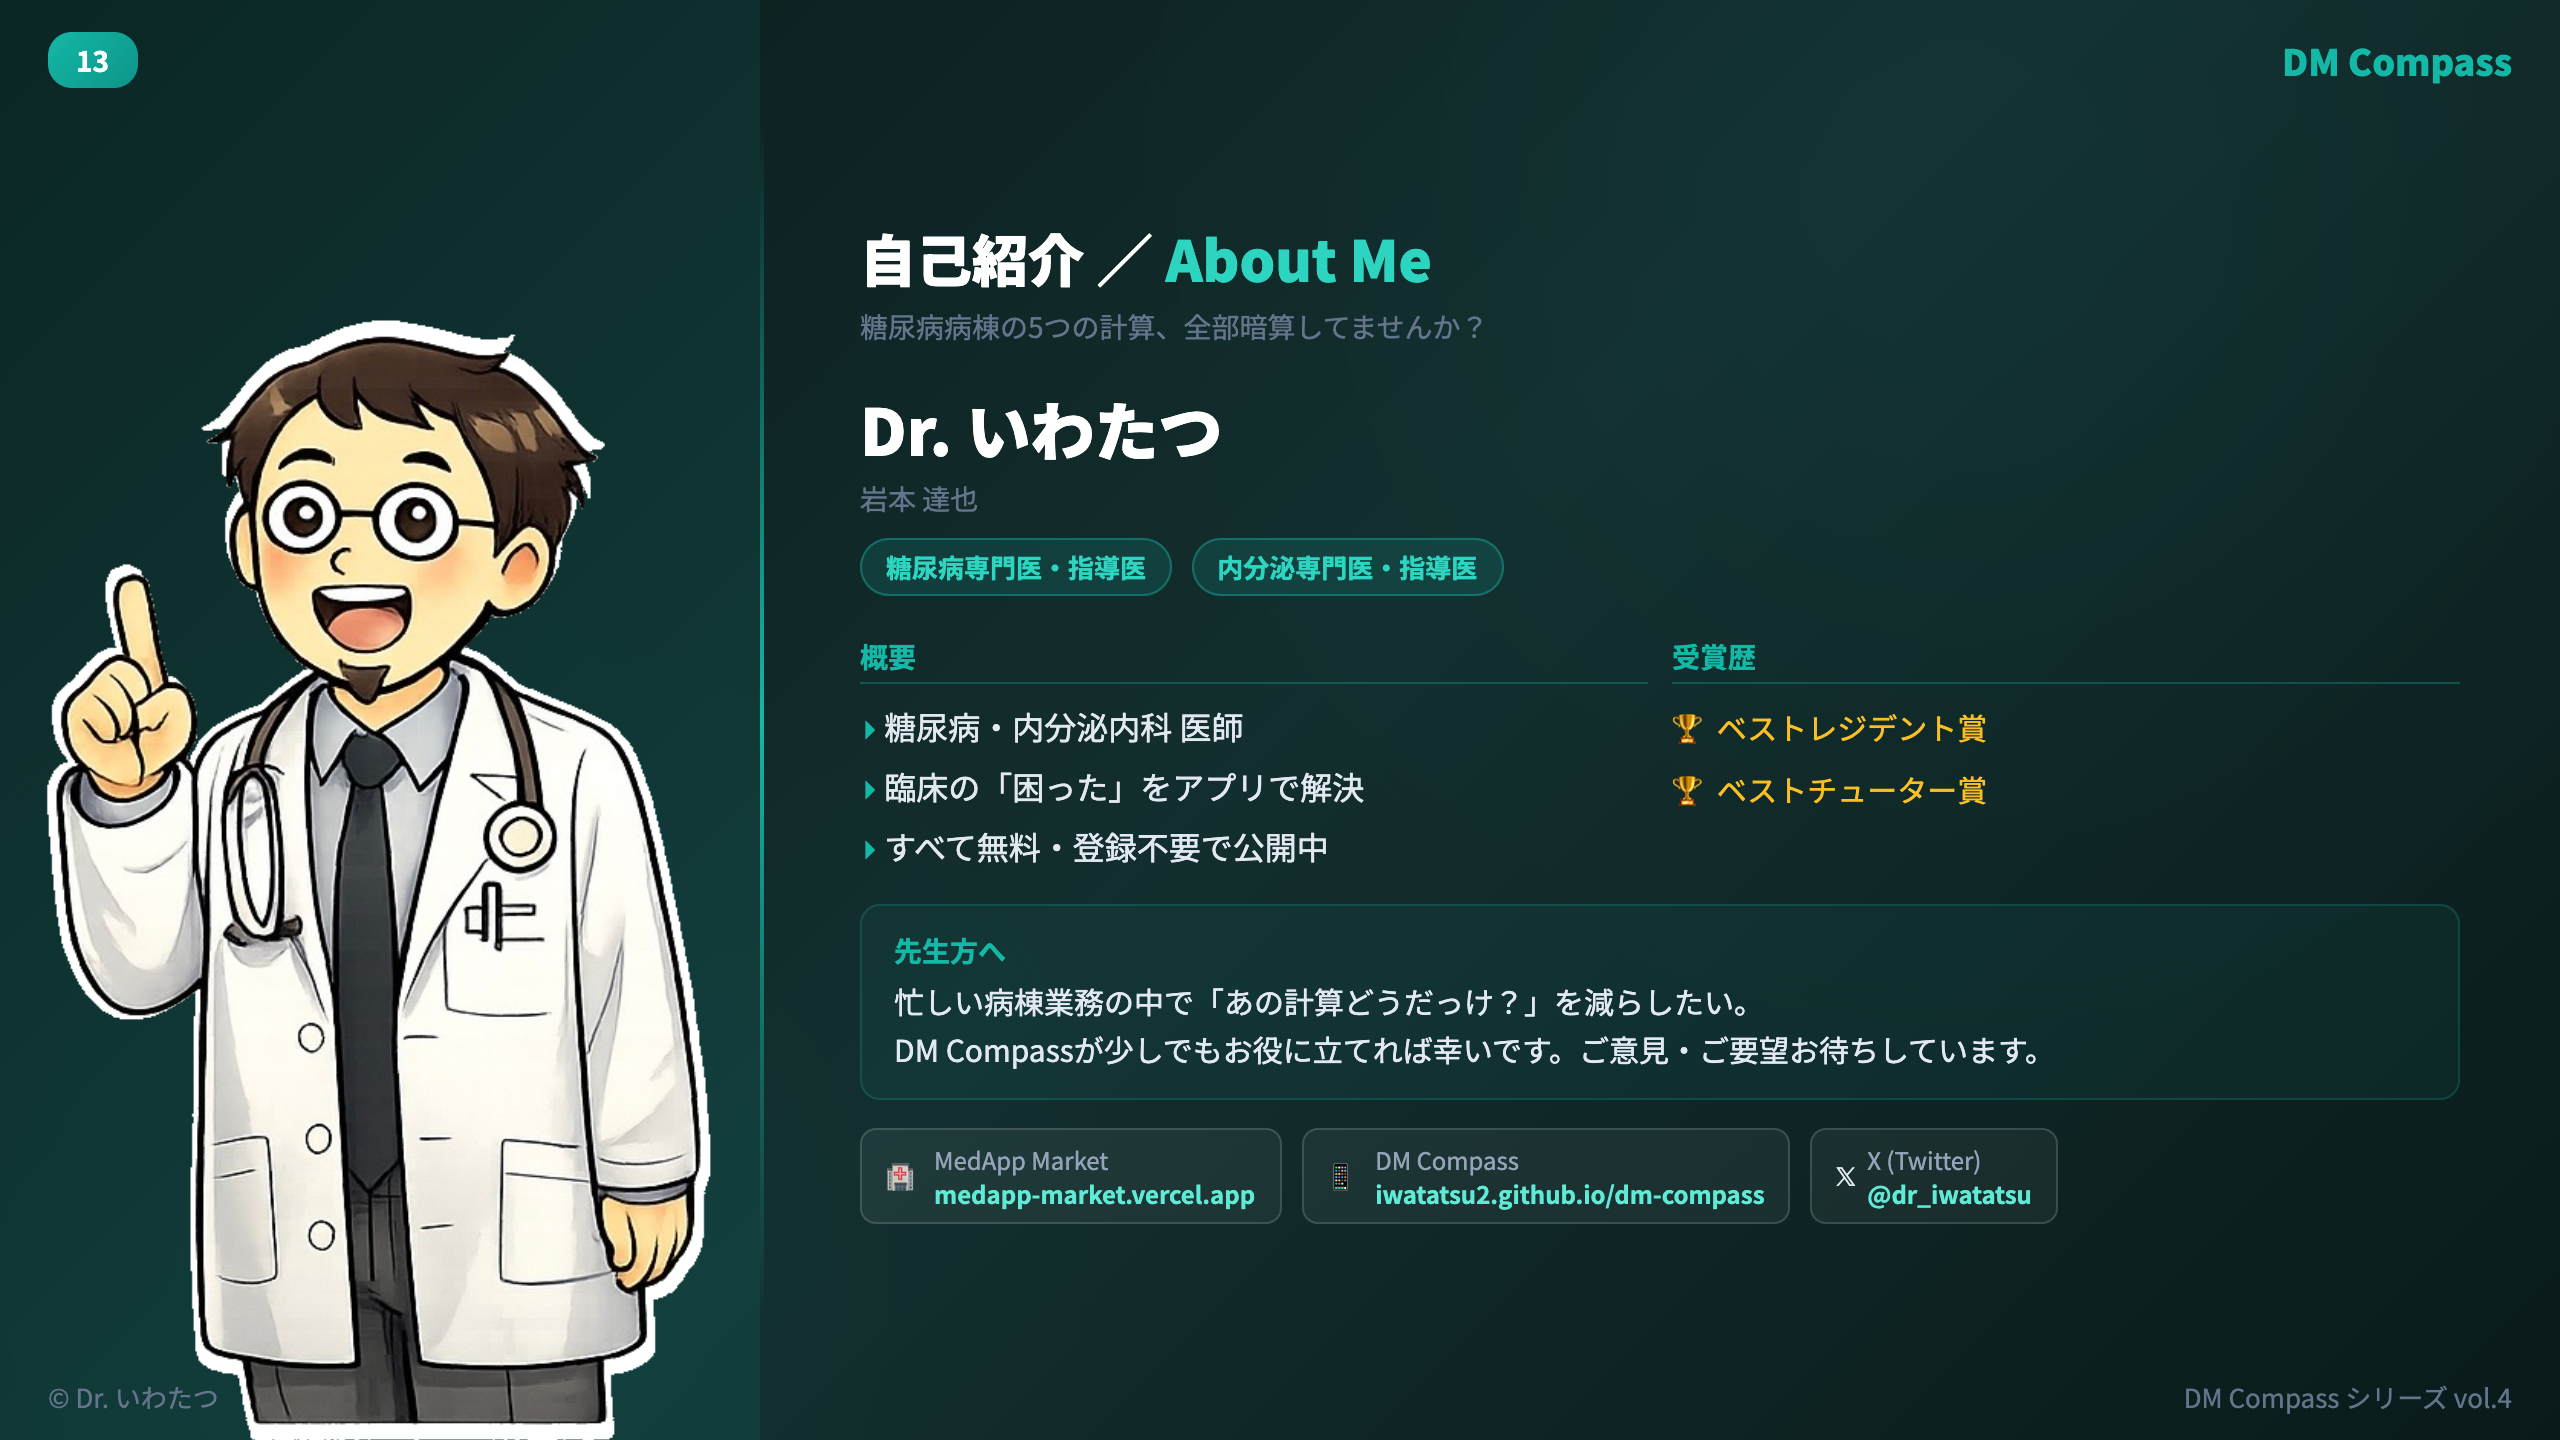 13
DM Compass
自己紹介 ／ About Me
糖尿病病棟の5つの計算、全部暗算してませんか？
Dr. いわたつ
岩本 達也
糖尿病専門医・指導医
内分泌専門医・指導医
概要
糖尿病・内分泌内科 医師
臨床の「困った」をアプリで解決
すべて無料・登録不要で公開中
受賞歴
ベストレジデント賞
ベストチューター賞
先生方へ
忙しい病棟業務の中で「あの計算どうだっけ？」を減らしたい。
DM Compassが少しでもお役に立てれば幸いです。ご意見・ご要望お待ちしています。
MedApp Market
medapp-market.vercel.app
DM Compass
iwatatsu2.github.io/dm-compass
𝕏
X (Twitter)
@dr_iwatatsu
© Dr. いわたつ
DM Compass シリーズ vol.4